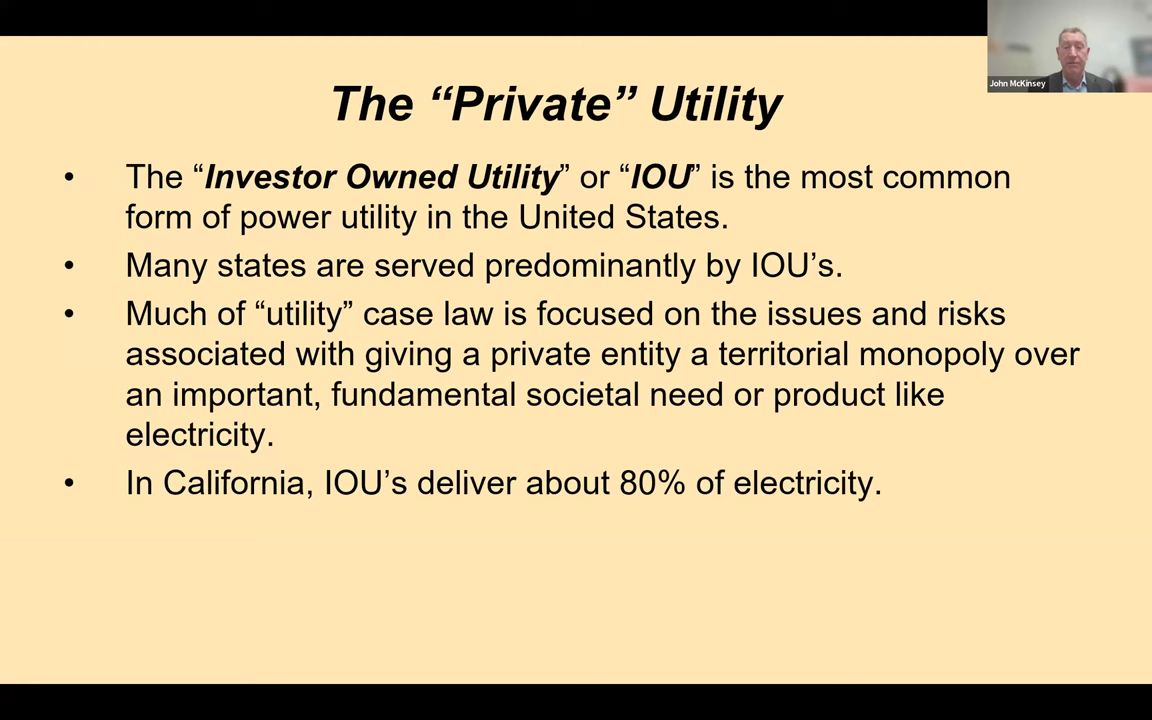 John McKinsey
The “Private” Utility
• The “Investor Owned Utility” or “IOU” is the most common
form of power utility in the United States.
• Many states are served predominantly by IOU’s.
• Much of “utility” case law is focused on the issues and risks
associated with giving a private entity a territorial monopoly over
an important, fundamental societal need or product like
electricity.
• In California, IOU’s deliver about 80% of electricity.